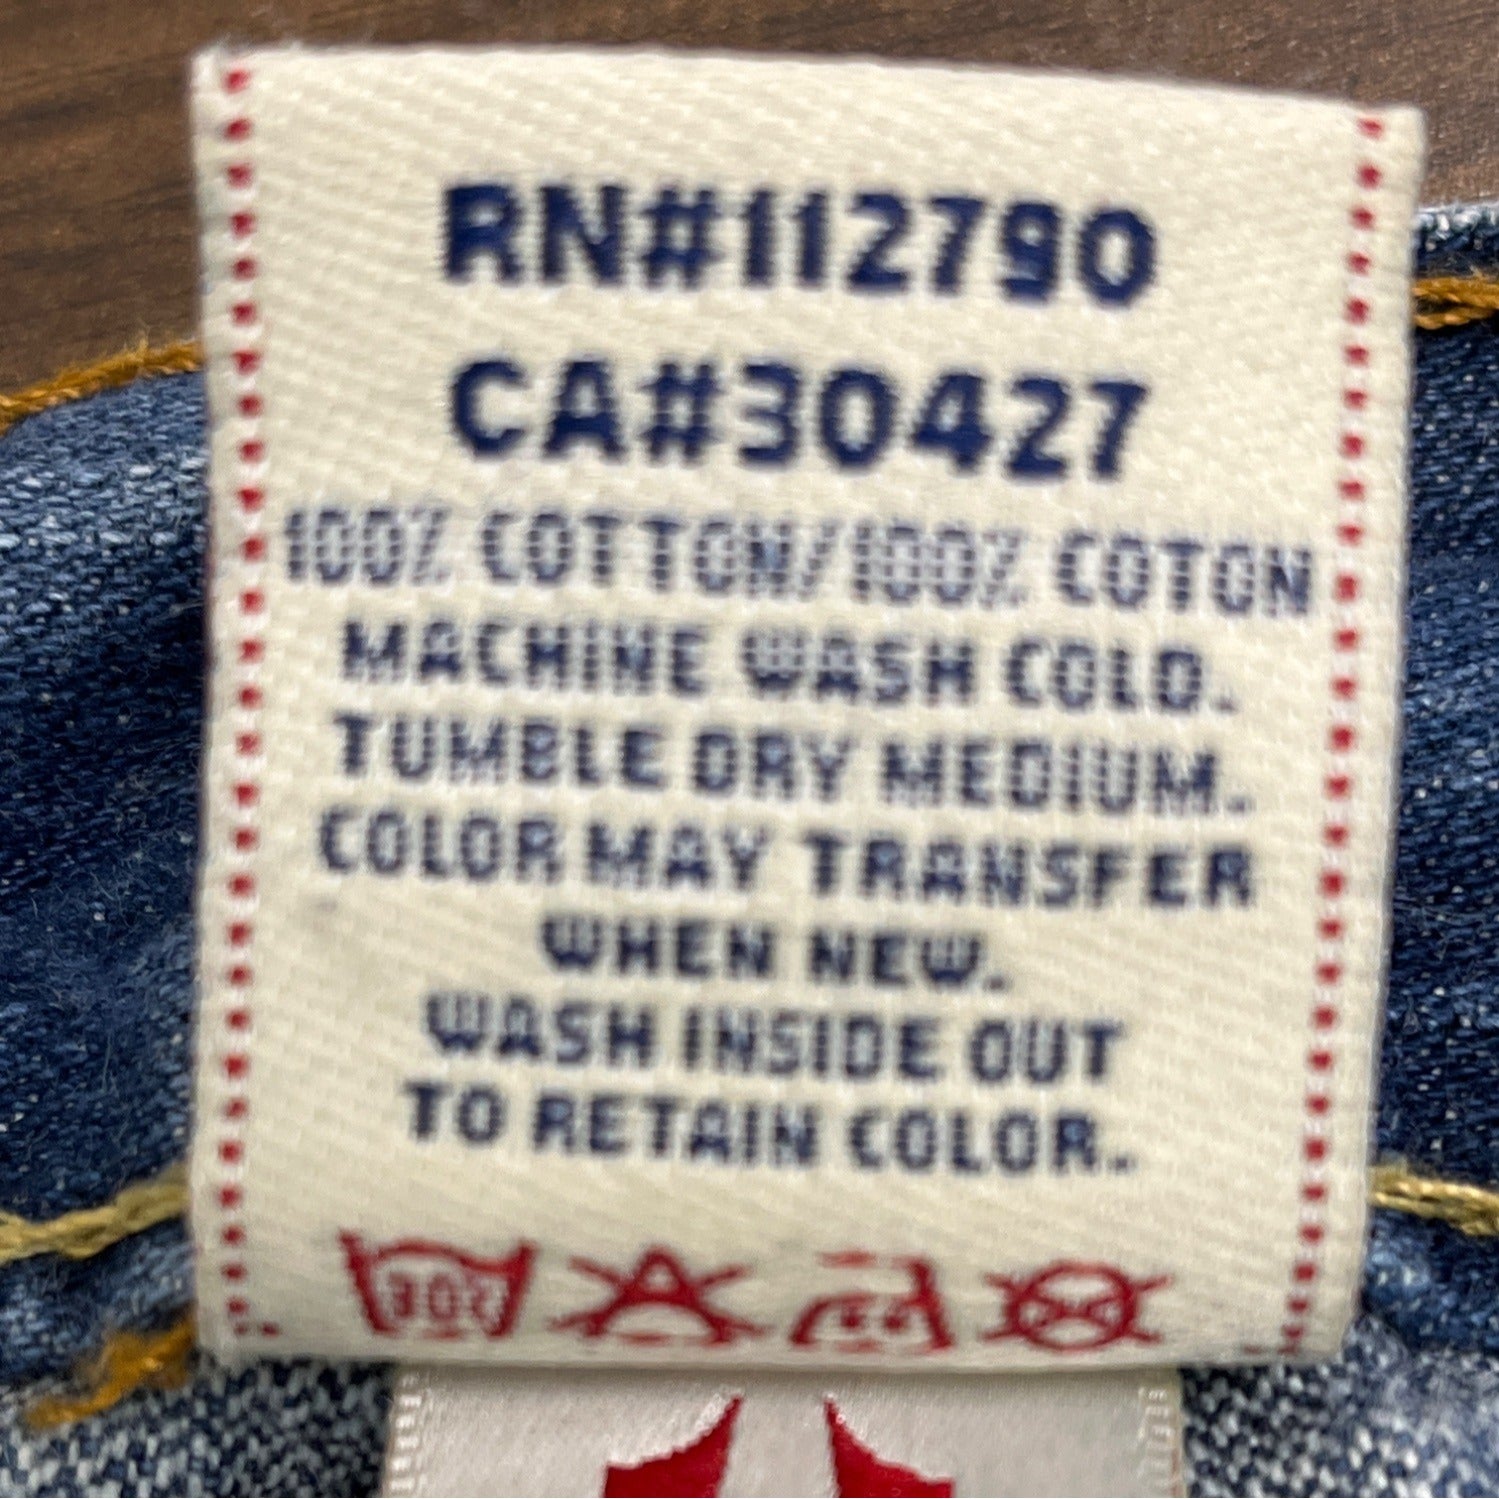 RN#112790
CA#30427
100% COTTON/100% COTON
MACHINE WASH COLD.
TUMBLE DRY MEDIUM.
COLOR MAY TRANSFER
WHEN NEW.
WASH INSIDE OUT
TO RETAIN COLOR.